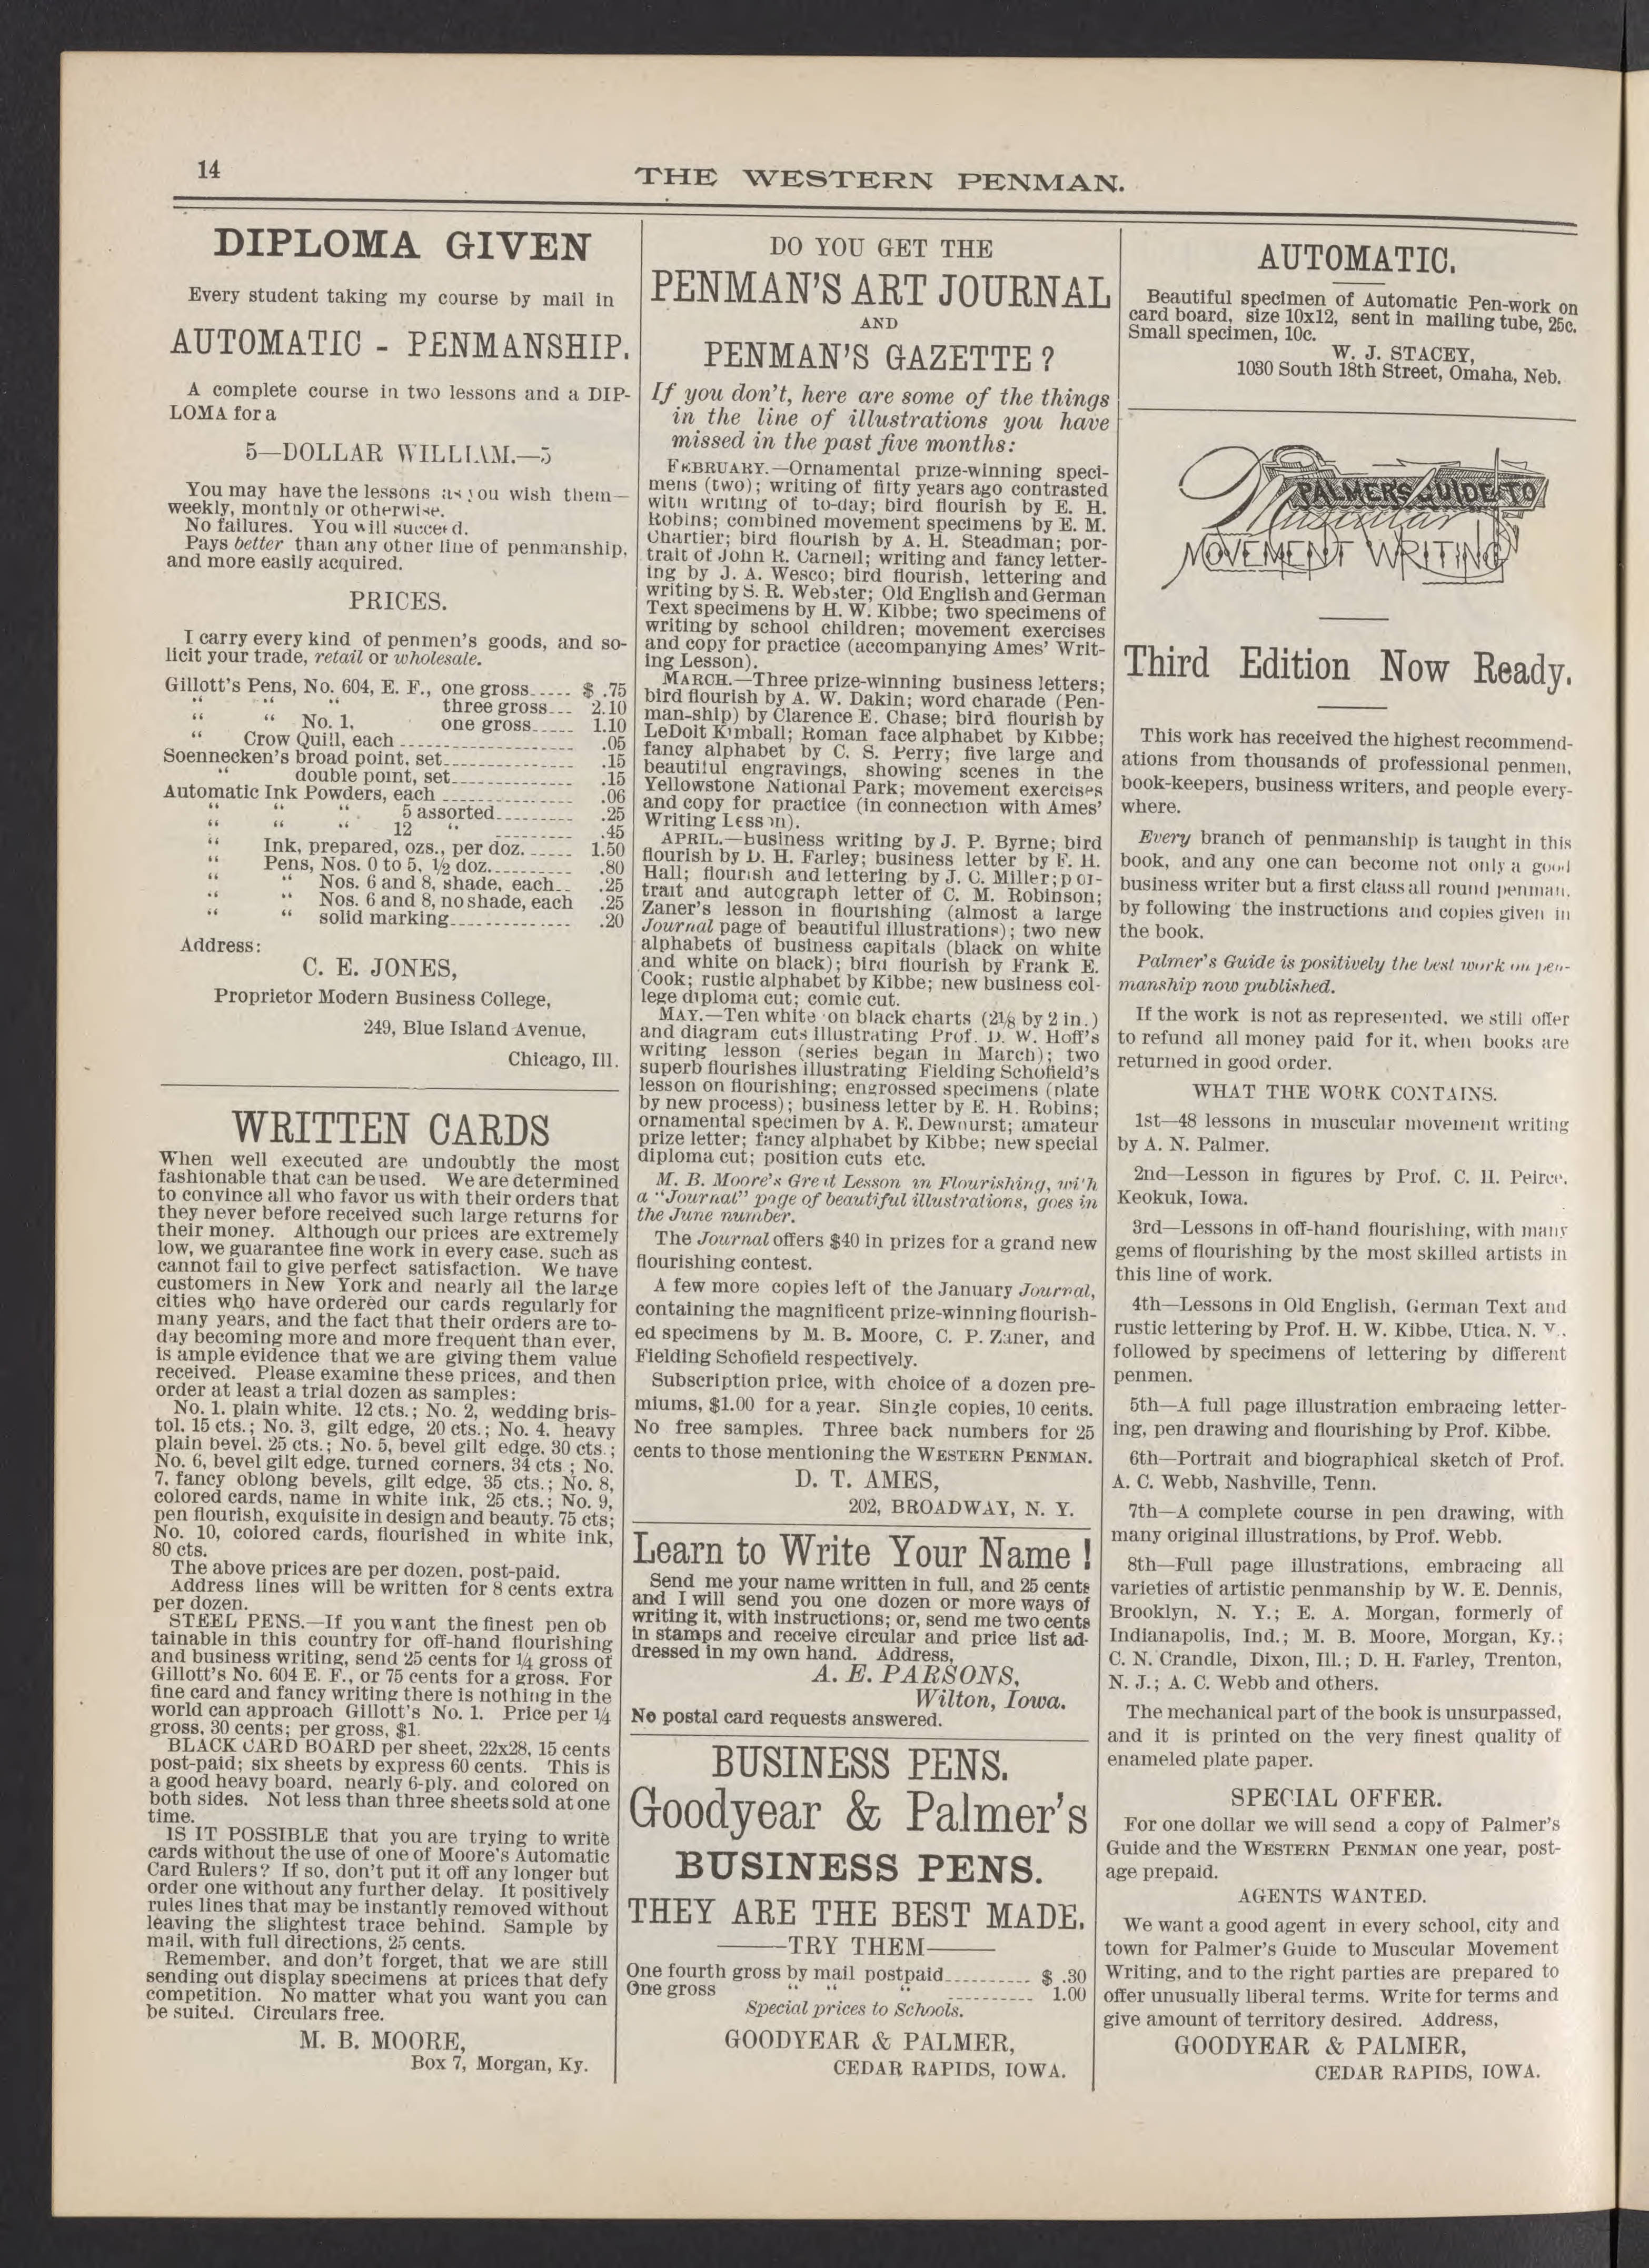 14
THE WESTERN PENMAN.
DIPLOMA GIVEN
Every student taking my course by mail in
AUTOMATIC - PENMANSHIP.
A complete course in two lessons and a DIP-
LOMA for a
5—DOLLAR WILLIAM.—5
You may have the lessons as you wish them—
weekly, monthly or otherwise.
No failures. You will succeed.
Pays better than any other line of penmanship,
and more easily acquired.
PRICES.
I carry every kind of penmen's goods, and so-
licit your trade, retail or wholesale.
Gillott's Pens, No. 604, E. F., one gross..... $ .75
" " " three gross... 2.10
" " No. 1, one gross..... 1.10
" Crow Quill, each .................... .05
Soennecken's broad point, set............... .15
" double point, set.............. .15
Automatic Ink Powders, each ............... .06
" " " 5 assorted......... .25
" " " 12 " ......... .45
" Ink, prepared, ozs., per doz. ...... 1.50
" Pens, Nos. 0 to 5, ½ doz.......... .80
" " Nos. 6 and 8, shade, each.. .25
" " Nos. 6 and 8, no shade, each .25
" " solid marking............... .20
Address:
C. E. JONES,
Proprietor Modern Business College,
249, Blue Island Avenue,
Chicago, Ill.
WRITTEN CARDS
When well executed are undoubtly the most
fashionable that can be used. We are determined
to convince all who favor us with their orders that
they never before received such large returns for
their money. Although our prices are extremely
low, we guarantee fine work in every case, such as
cannot fail to give perfect satisfaction. We have
customers in New York and nearly all the large
cities who have ordered our cards regularly for
many years, and the fact that their orders are to-
day becoming more and more frequent than ever,
is ample evidence that we are giving them value
received. Please examine these prices, and then
order at least a trial dozen as samples:
No. 1, plain white, 12 cts.; No. 2, wedding bris-
tol, 15 cts.; No. 3, gilt edge, 20 cts.; No. 4, heavy
plain bevel, 25 cts.; No. 5, bevel gilt edge, 30 cts.;
No. 6, bevel gilt edge, turned corners, 34 cts ; No.
7, fancy oblong bevels, gilt edge, 35 cts.; No. 8,
colored cards, name in white ink, 25 cts.; No. 9,
pen flourish, exquisite in design and beauty, 75 cts;
No. 10, colored cards, flourished in white ink,
80 cts.
The above prices are per dozen, post-paid.
Address lines will be written for 8 cents extra
per dozen.
STEEL PENS.—If you want the finest pen ob
tainable in this country for off-hand flourishing
and business writing, send 25 cents for ¼ gross of
Gillott's No. 604 E. F., or 75 cents for a gross. For
fine card and fancy writing there is nothing in the
world can approach Gillott's No. 1. Price per ¼
gross, 30 cents; per gross, $1.
BLACK CARD BOARD per sheet, 22x28, 15 cents
post-paid; six sheets by express 60 cents. This is
a good heavy board, nearly 6-ply, and colored on
both sides. Not less than three sheets sold at one
time.
IS IT POSSIBLE that you are trying to write
cards without the use of one of Moore's Automatic
Card Rulers? If so, don't put it off any longer but
order one without any further delay. It positively
rules lines that may be instantly removed without
leaving the slightest trace behind. Sample by
mail, with full directions, 25 cents.
Remember, and don't forget, that we are still
sending out display specimens at prices that defy
competition. No matter what you want you can
be suited. Circulars free.
M. B. MOORE,
Box 7, Morgan, Ky.
DO YOU GET THE
PENMAN'S ART JOURNAL
AND
PENMAN'S GAZETTE ?
If you don't, here are some of the things
in the line of illustrations you have
missed in the past five months:
FEBRUARY.—Ornamental prize-winning speci-
mens (two); writing of fifty years ago contrasted
with writing of to-day; bird flourish by E. H.
Robins; combined movement specimens by E. M.
Chartier; bird flourish by A. H. Steadman; por-
trait of John R. Carnell; writing and fancy letter-
ing by J. A. Wesco; bird flourish, lettering and
writing by S. R. Webster; Old English and German
Text specimens by H. W. Kibbe; two specimens of
writing by school children; movement exercises
and copy for practice (accompanying Ames' Writ-
ing Lesson).
MARCH.—Three prize-winning business letters;
bird flourish by A. W. Dakin; word charade (Pen-
man-ship) by Clarence E. Chase; bird flourish by
LeDoit Kimball; Roman face alphabet by Kibbe;
fancy alphabet by C. S. Perry; five large and
beautiful engravings, showing scenes in the
Yellowstone National Park; movement exercises
and copy for practice (in connection with Ames'
Writing Lesson).
APRIL.—business writing by J. P. Byrne; bird
flourish by D. H. Farley; business letter by F. H.
Hall; flourish and lettering by J. C. Miller; por-
trait and autograph letter of C. M. Robinson;
Zaner's lesson in flourishing (almost a large
Journal page of beautiful illustrations); two new
alphabets of business capitals (black on white
and white on black); bird flourish by Frank E.
Cook; rustic alphabet by Kibbe; new business col-
lege diploma cut; comic cut.
MAY.—Ten white on black charts (2⅛ by 2 in.)
and diagram cuts illustrating Prof. D. W. Hoff's
writing lesson (series began in March); two
superb flourishes illustrating Fielding Schofield's
lesson on flourishing; engrossed specimens (plate
by new process); business letter by E. H. Robins;
ornamental specimen by A. E. Dewhurst; amateur
prize letter; fancy alphabet by Kibbe; new special
diploma cut; position cuts etc.
M. B. Moore's Great Lesson in Flourishing, with
a "Journal" page of beautiful illustrations, goes in
the June number.
The Journal offers $40 in prizes for a grand new
flourishing contest.
A few more copies left of the January Journal,
containing the magnificent prize-winning flourish-
ed specimens by M. B. Moore, C. P. Zaner, and
Fielding Schofield respectively.
Subscription price, with choice of a dozen pre-
miums, $1.00 for a year. Single copies, 10 cents.
No free samples. Three back numbers for 25
cents to those mentioning the WESTERN PENMAN.
D. T. AMES,
202, BROADWAY, N. Y.
Learn to Write Your Name !
Send me your name written in full, and 25 cents
and I will send you one dozen or more ways of
writing it, with instructions; or, send me two cents
in stamps and receive circular and price list ad-
dressed in my own hand. Address,
A. E. PARSONS,
Wilton, Iowa.
No postal card requests answered.
BUSINESS PENS.
Goodyear & Palmer's
BUSINESS PENS.
THEY ARE THE BEST MADE.
——TRY THEM——
One fourth gross by mail postpaid.......... $ .30
One gross " " " .......... 1.00
Special prices to Schools.
GOODYEAR & PALMER,
CEDAR RAPIDS, IOWA.
AUTOMATIC.
Beautiful specimen of Automatic Pen-work on
card board, size 10x12, sent in mailing tube, 25c.
Small specimen, 10c.
W. J. STACEY,
1030 South 18th Street, Omaha, Neb.
PALMER'S GUIDE TO
Muscular
MOVEMENT WRITING
Third Edition Now Ready.
This work has received the highest recommend-
ations from thousands of professional penmen,
book-keepers, business writers, and people every-
where.
Every branch of penmanship is taught in this
book, and any one can become not only a good
business writer but a first class all round penman,
by following the instructions and copies given in
the book.
Palmer's Guide is positively the best work on pen-
manship now published.
If the work is not as represented, we still offer
to refund all money paid for it, when books are
returned in good order.
WHAT THE WORK CONTAINS.
1st—48 lessons in muscular movement writing
by A. N. Palmer.
2nd—Lesson in figures by Prof. C. H. Peirce,
Keokuk, Iowa.
3rd—Lessons in off-hand flourishing, with many
gems of flourishing by the most skilled artists in
this line of work.
4th—Lessons in Old English, German Text and
rustic lettering by Prof. H. W. Kibbe, Utica, N. Y.,
followed by specimens of lettering by different
penmen.
5th—A full page illustration embracing letter-
ing, pen drawing and flourishing by Prof. Kibbe.
6th—Portrait and biographical sketch of Prof.
A. C. Webb, Nashville, Tenn.
7th—A complete course in pen drawing, with
many original illustrations, by Prof. Webb.
8th—Full page illustrations, embracing all
varieties of artistic penmanship by W. E. Dennis,
Brooklyn, N. Y.; E. A. Morgan, formerly of
Indianapolis, Ind.; M. B. Moore, Morgan, Ky.;
C. N. Crandle, Dixon, Ill.; D. H. Farley, Trenton,
N. J.; A. C. Webb and others.
The mechanical part of the book is unsurpassed,
and it is printed on the very finest quality of
enameled plate paper.
SPECIAL OFFER.
For one dollar we will send a copy of Palmer's
Guide and the WESTERN PENMAN one year, post-
age prepaid.
AGENTS WANTED.
We want a good agent in every school, city and
town for Palmer's Guide to Muscular Movement
Writing, and to the right parties are prepared to
offer unusually liberal terms. Write for terms and
give amount of territory desired. Address,
GOODYEAR & PALMER,
CEDAR RAPIDS, IOWA.